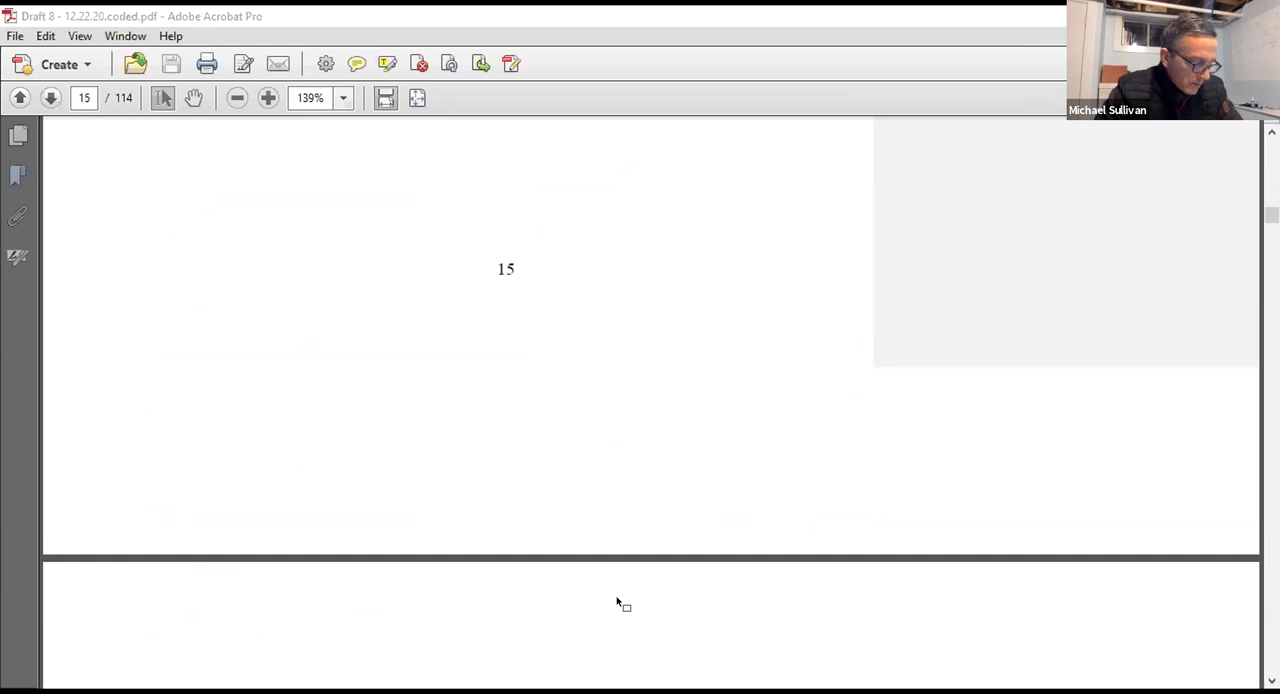 Draft 8 - 12.22.20.coded.pdf - Adobe Acrobat Pro
File Edit View Window Help
Create
15 / 114 139%
Michael Sullivan
15